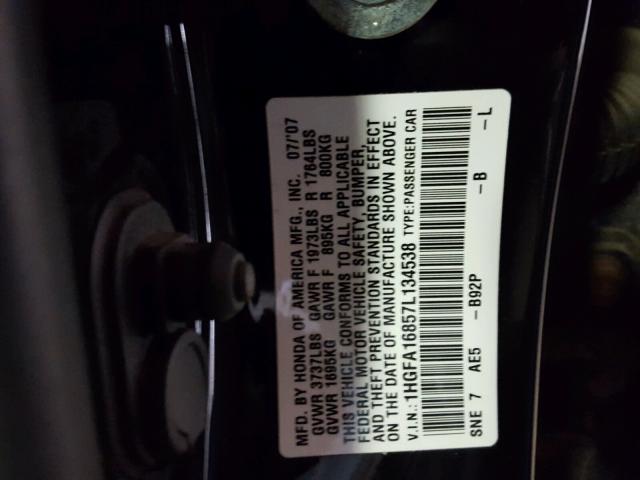 MFD. BY HONDA OF AMERICA MFG., INC. 07/'07
GVWR 3737LBS GAWR F 1973LBS R 1764LBS
GVWR 1695KG GAWR F 895KG R 800KG
THIS VEHICLE CONFORMS TO ALL APPLICABLE
FEDERAL MOTOR VEHICLE SAFETY, BUMPER,
AND THEFT PREVENTION STANDARDS IN EFFECT
ON THE DATE OF MANUFACTURE SHOWN ABOVE.
V.I.N.: 1HGFA16857L134538 TYPE:PASSENGER CAR
SNE 7 AE5 -B92P -B -L